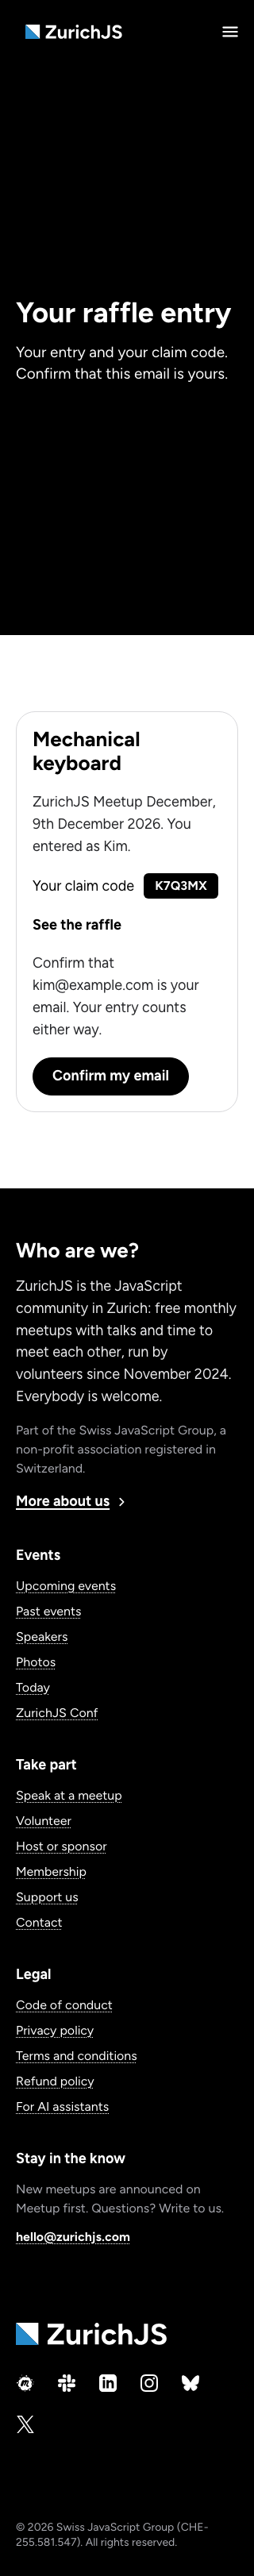 ZurichJS
Your raffle entry
Your entry and your claim code.
Confirm that this email is yours.
Mechanical
keyboard
ZurichJS Meetup December,
9th December 2026. You
entered as Kim.
Your claim code K7Q3MX
See the raffle
Confirm that
kim@example.com is your
email. Your entry counts
either way.
Confirm my email
Who are we?
ZurichJS is the JavaScript
community in Zurich: free monthly
meetups with talks and time to
meet each other, run by
volunteers since November 2024.
Everybody is welcome.
Part of the Swiss JavaScript Group, a
non-profit association registered in
Switzerland.
More about us
Events
Upcoming events
Past events
Speakers
Photos
Today
ZurichJS Conf
Take part
Speak at a meetup
Volunteer
Host or sponsor
Membership
Support us
Contact
Legal
Code of conduct
Privacy policy
Terms and conditions
Refund policy
For AI assistants
Stay in the know
New meetups are announced on
Meetup first. Questions? Write to us.
hello@zurichjs.com
ZurichJS
© 2026 Swiss JavaScript Group (CHE-
255.581.547). All rights reserved.